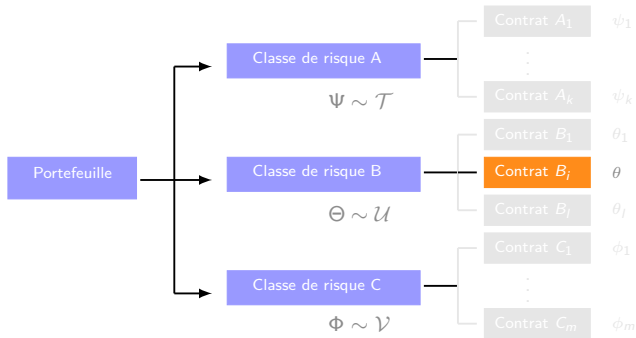 Contrat A₁ ψ₁
Classe de risque A
⋮
Contrat Aₖ ψₖ
Ψ ∼ 𝒯
Contrat B₁ θ₁
Portefeuille
Classe de risque B
Contrat Bᵢ θ
Θ ∼ 𝒰
Contrat Bₗ θₗ
Contrat C₁ ϕ₁
Classe de risque C
⋮
Contrat Cₘ ϕₘ
Φ ∼ 𝒱